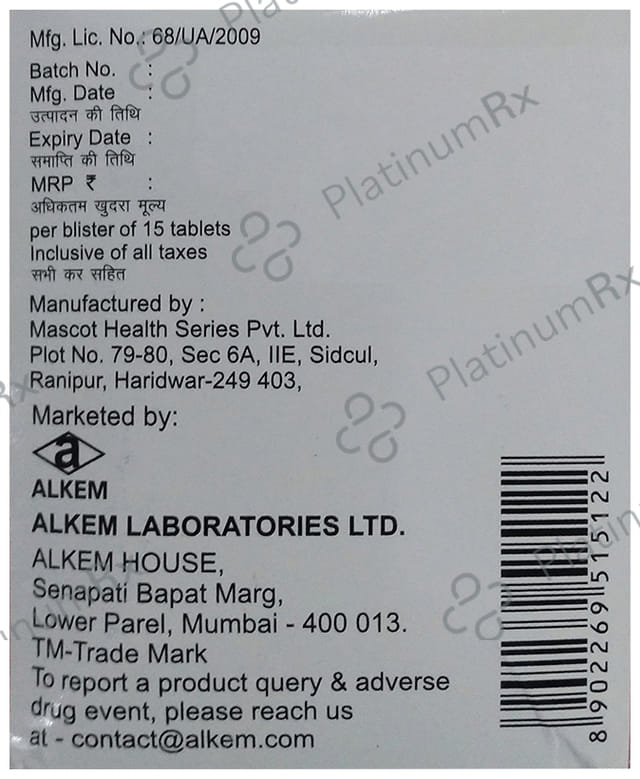 Mfg. Lic. No.: 68/UA/2009
Batch No. :
Mfg. Date :
उत्पादन की तिथि
Expiry Date :
समाप्ति की तिथि
MRP ₹ :
अधिकतम खुदरा मूल्य
per blister of 15 tablets
Inclusive of all taxes
सभी कर सहित
Manufactured by :
Mascot Health Series Pvt. Ltd.
Plot No. 79-80, Sec 6A, IIE, Sidcul,
Ranipur, Haridwar-249 403,
Marketed by:
a
ALKEM
ALKEM LABORATORIES LTD.
ALKEM HOUSE,
Senapati Bapat Marg,
Lower Parel, Mumbai - 400 013.
TM-Trade Mark
To report a product query & adverse
drug event, please reach us
at - contact@alkem.com
8 902269 515122
PlatinumRx
PlatinumRx